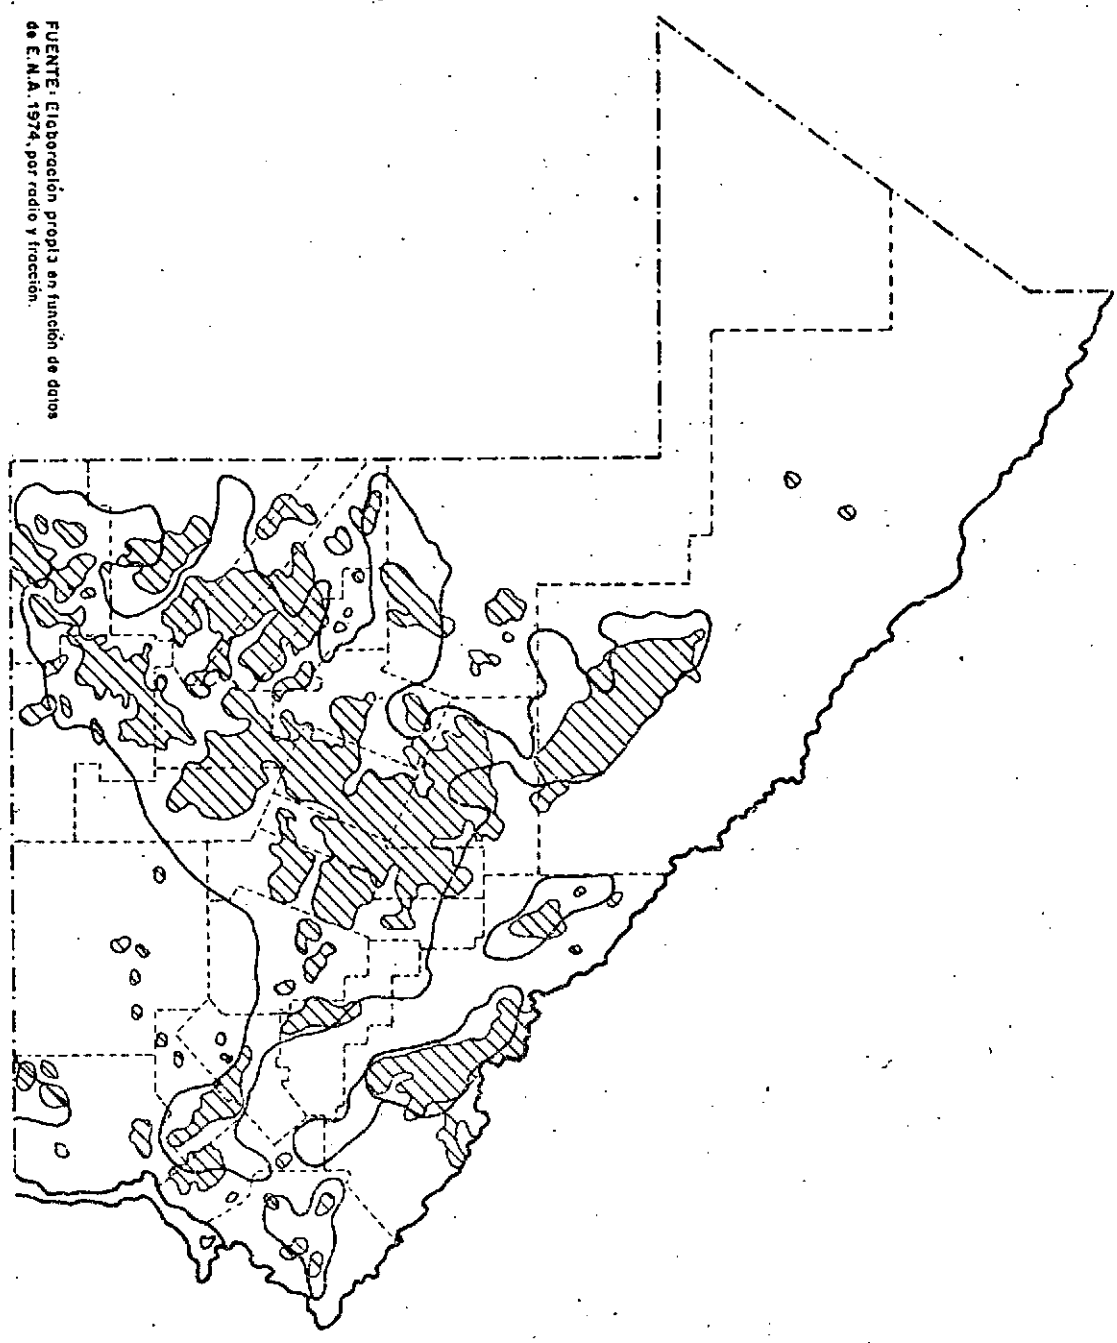 FUENTE: Elaboración propia en función de datos
de E.N.A. 1974, por radio y fracción.